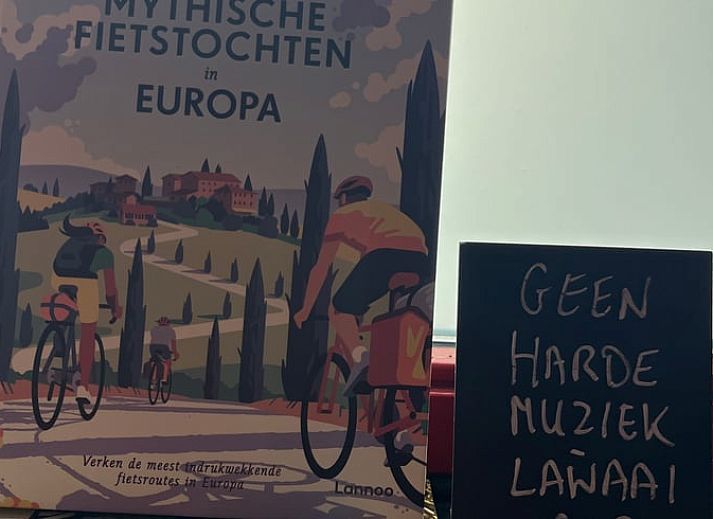 MYTHISCHE
FIETSTOCHTEN
in
EUROPA
Verken de meest indrukwekkende
fietsroutes in Europa
Lannoo
GEEN
HARDE
MUZIEK
LAWAAI